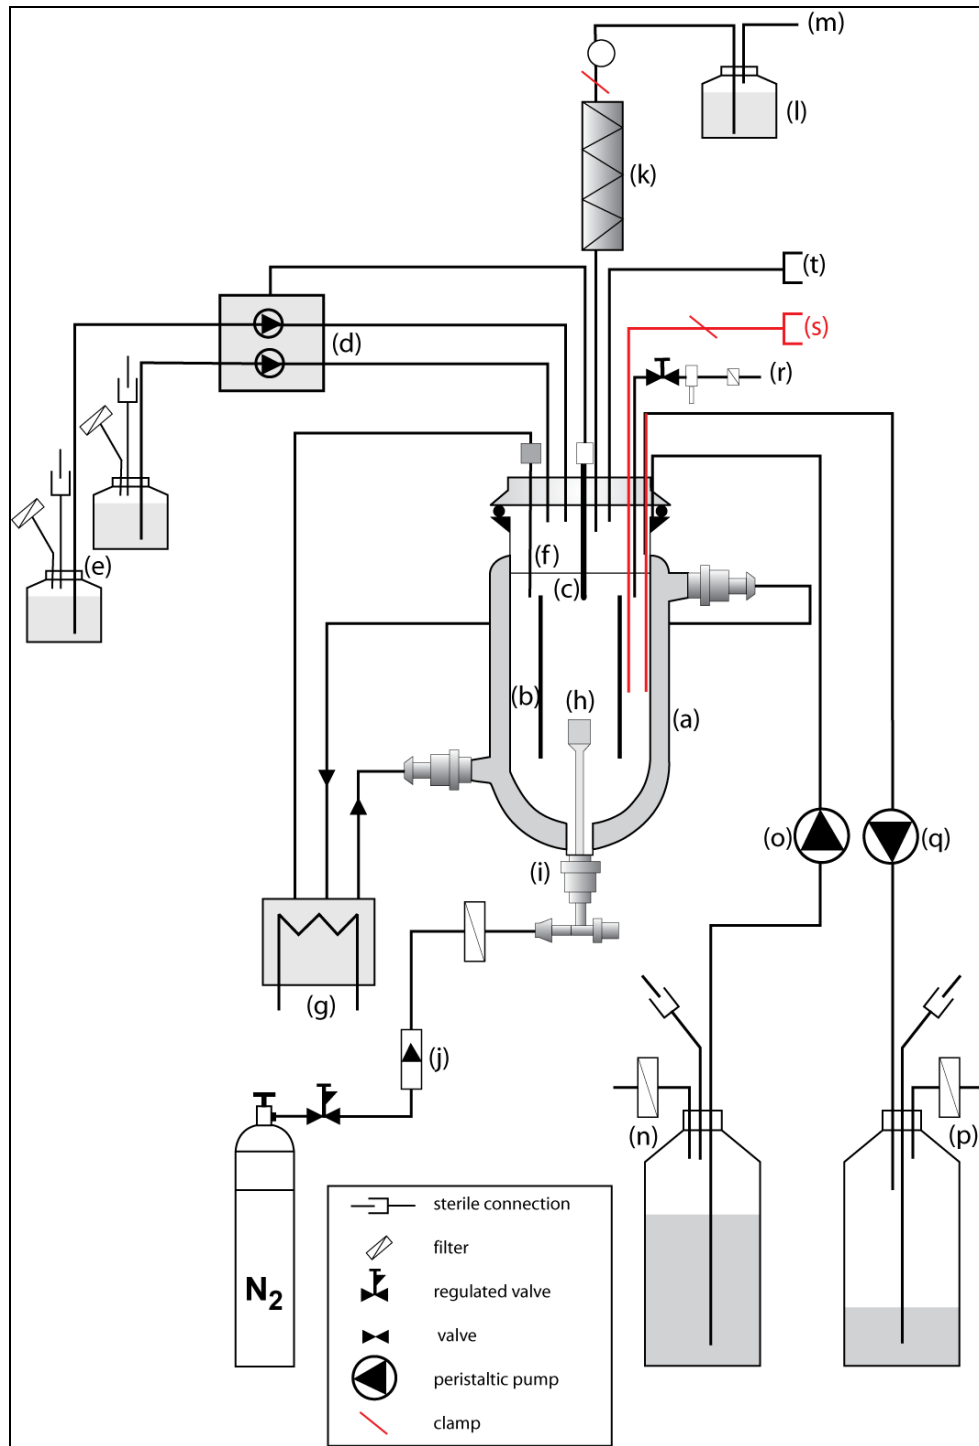 (m)
(l)
(k)
(t)
(s)
(d)
(r)
(e)
(f)
(c)
(b)
(h)
(a)
(o)
(q)
(i)
(g)
(j)
(n)
(p)
N2
sterile connection
filter
regulated valve
valve
peristaltic pump
clamp